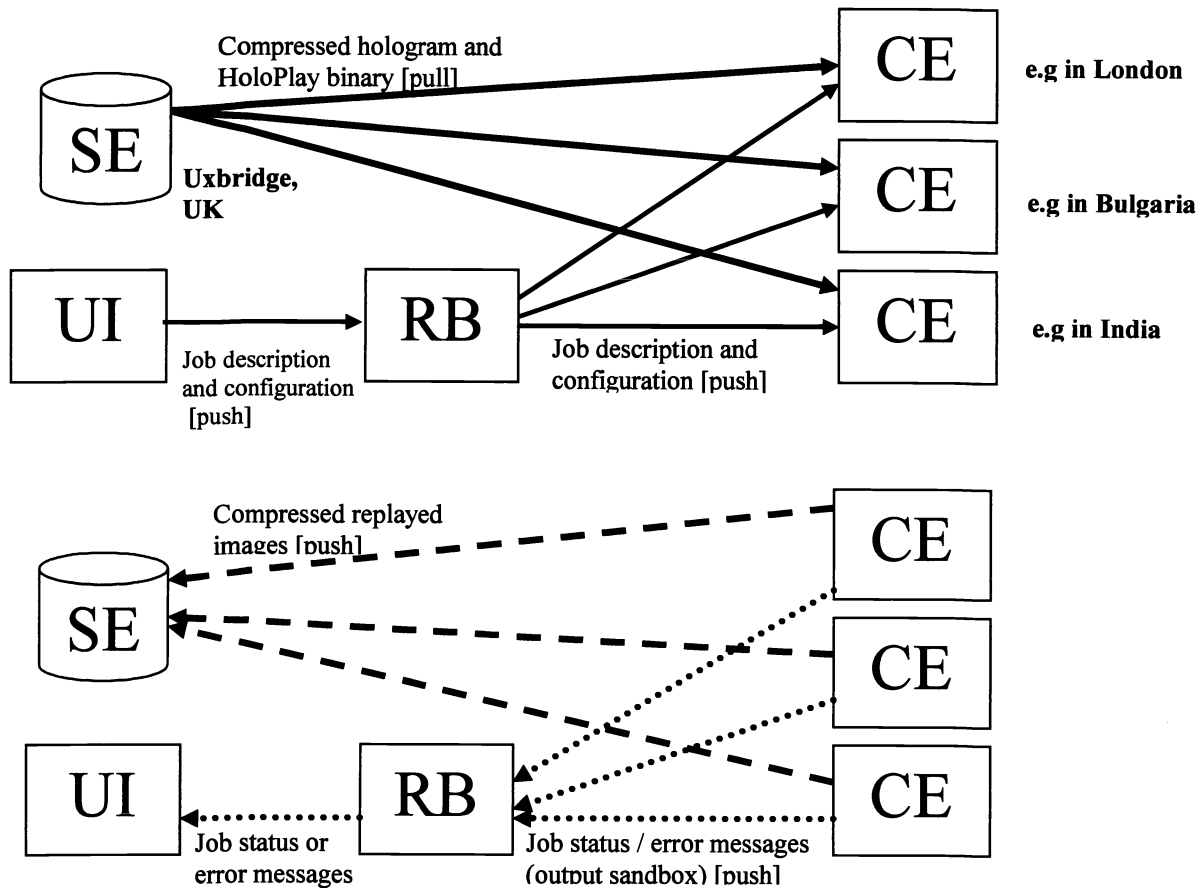 Compressed hologram and
HoloPlay binary [pull]
CE
e.g in London
SE
Uxbridge,
UK
CE
e.g in Bulgaria
UI
RB
CE
e.g in India
Job description
and configuration
[push]
Job description and
configuration [push]
Compressed replayed
images [push]
CE
SE
CE
UI
RB
CE
Job status or
error messages
Job status / error messages
(output sandbox) [push]